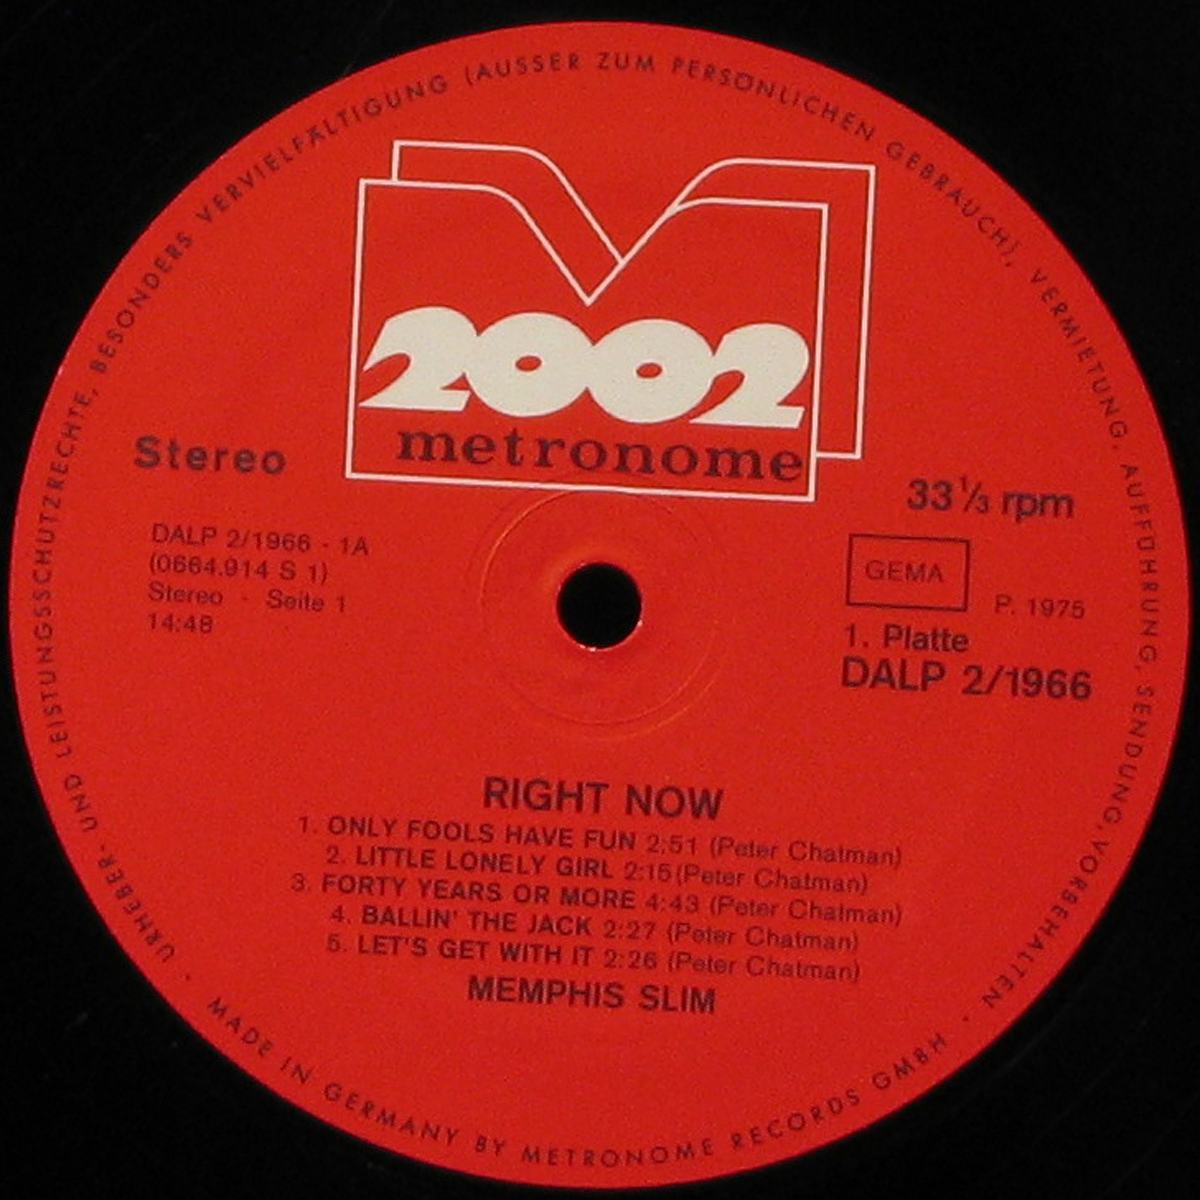 URHEBER- UND LEISTUNGSSCHUTZRECHTE, BESONDERS VERVIELFÄLTIGUNG (AUSSER ZUM PERSÖNLICHEN GEBRAUCH), VERMIETUNG, AUFFÜHRUNG, SENDUNG, VORBEHALTEN ·
2002
metronome
Stereo
33 1/3 rpm
DALP 2/1966 - 1A
(0664.914 S 1)
Stereo - Seite 1
14:48
GEMA
P. 1975
1. Platte
DALP 2/1966
RIGHT NOW
1. ONLY FOOLS HAVE FUN 2:51 (Peter Chatman)
2. LITTLE LONELY GIRL 2:15 (Peter Chatman)
3. FORTY YEARS OR MORE 4:43 (Peter Chatman)
4. BALLIN' THE JACK 2:27 (Peter Chatman)
5. LET'S GET WITH IT 2:26 (Peter Chatman)
MEMPHIS SLIM
· MADE IN GERMANY BY METRONOME RECORDS GMBH